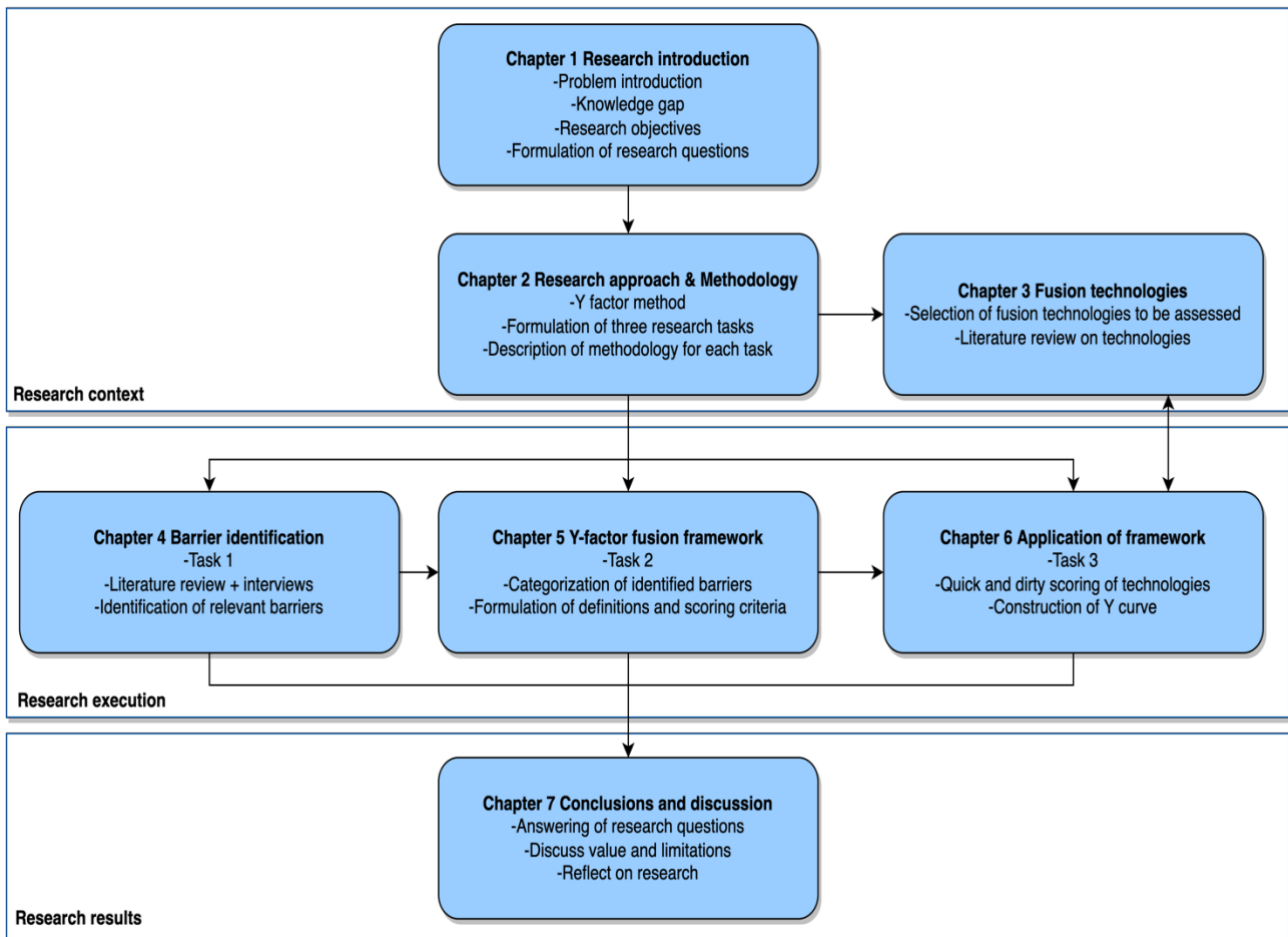 Chapter 1 Research introduction
-Problem introduction
-Knowledge gap
-Research objectives
-Formulation of research questions
Chapter 2 Research approach & Methodology
-Y factor method
-Formulation of three research tasks
-Description of methodology for each task
Chapter 3 Fusion technologies
-Selection of fusion technologies to be assessed
-Literature review on technologies
Research context
Chapter 4 Barrier identification
-Task 1
-Literature review + interviews
-Identification of relevant barriers
Chapter 5 Y-factor fusion framework
-Task 2
-Categorization of identified barriers
-Formulation of definitions and scoring criteria
Chapter 6 Application of framework
-Task 3
-Quick and dirty scoring of technologies
-Construction of Y curve
Research execution
Chapter 7 Conclusions and discussion
-Answering of research questions
-Discuss value and limitations
-Reflect on research
Research results